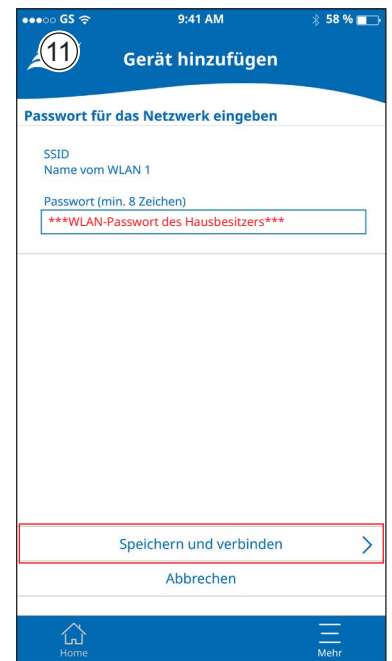 GS 9:41 AM 58 %
11
Gerät hinzufügen
Passwort für das Netzwerk eingeben
SSID
Name vom WLAN 1
Passwort (min. 8 Zeichen)
***WLAN-Passwort des Hausbesitzers***
Speichern und verbinden
Abbrechen
Home Mehr